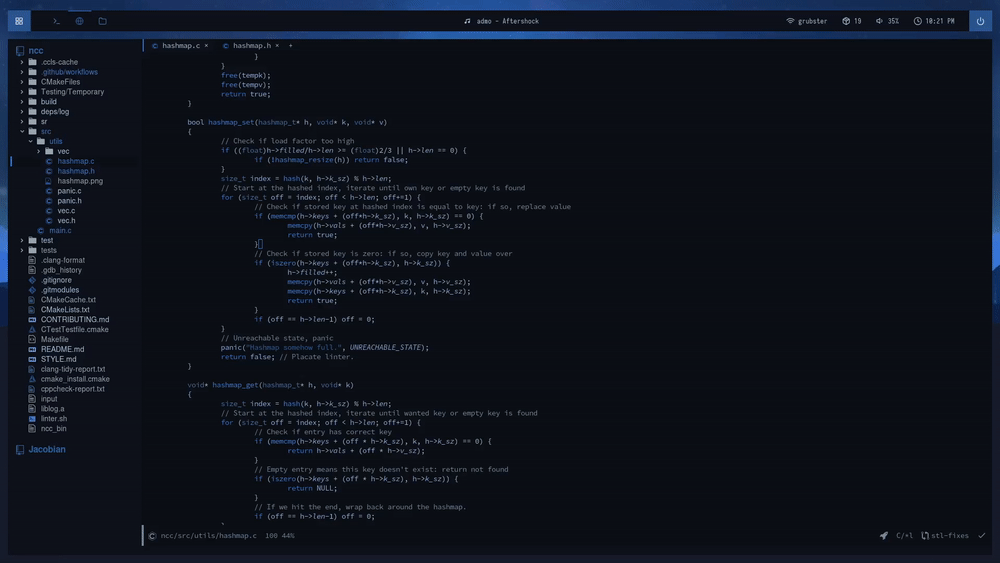 admo - Aftershock
grubster
19
35%
10:21 PM
ncc
.ccls-cache
.github/workflows
CMakeFiles
Testing/Temporary
build
deps/log
sr
src
utils
vec
hashmap.c
hashmap.h
hashmap.png
panic.c
panic.h
vec.c
vec.h
main.c
test
tests
.clang-format
.gdb_history
.gitignore
.gitmodules
CMakeCache.txt
CMakeLists.txt
CONTRIBUTING.md
CTestTestfile.cmake
Makefile
README.md
STYLE.md
clang-tidy-report.txt
cmake_install.cmake
cppcheck-report.txt
input
liblog.a
linter.sh
ncc_bin
Jacobian
hashmap.c × hashmap.h × +
}
}
free(tempk);
free(tempv);
return true;
}
bool hashmap_set(hashmap_t* h, void* k, void* v)
{
// Check if load factor too high
if ((float)h->filled/h->len >= (float)2/3 || h->len == 0) {
if (!hashmap_resize(h)) return false;
}
size_t index = hash(k, h->k_sz) % h->len;
// Start at the hashed index, iterate until own key or empty key is found
for (size_t off = index; off < h->len; off+=1) {
// Check if stored key at hashed index is equal to key: if so, replace value
if (memcmp(h->keys + (off*h->k_sz), k, h->k_sz) == 0) {
memcpy(h->vals + (off*h->v_sz), v, h->v_sz);
return true;
}
// Check if stored key is zero: if so, copy key and value over
if (iszero(h->keys + (off*h->k_sz), h->k_sz)) {
h->filled++;
memcpy(h->vals + (off*h->v_sz), v, h->v_sz);
memcpy(h->keys + (off*h->k_sz), k, h->k_sz);
return true;
}
if (off == h->len-1) off = 0;
}
// Unreachable state, panic
panic("Hashmap somehow full.", UNREACHABLE_STATE);
return false; // Placate linter.
}
void* hashmap_get(hashmap_t* h, void* k)
{
size_t index = hash(k, h->k_sz) % h->len;
// Start at the hashed index, iterate until wanted key or empty key is found
for (size_t off = index; off < h->len; off+=1) {
// Check if entry has correct key
if (memcmp(h->keys + (off * h->k_sz), k, h->k_sz) == 0) {
return h->vals + (off * h->v_sz);
}
// Empty entry means this key doesn't exist: return not found
if (iszero(h->keys + (off * h->k_sz), h->k_sz)) {
return NULL;
}
// If we hit the end, wrap back around the hashmap.
if (off == h->len-1) off = 0;
}
ncc/src/utils/hashmap.c 100 44%
C/*l
stl-fixes